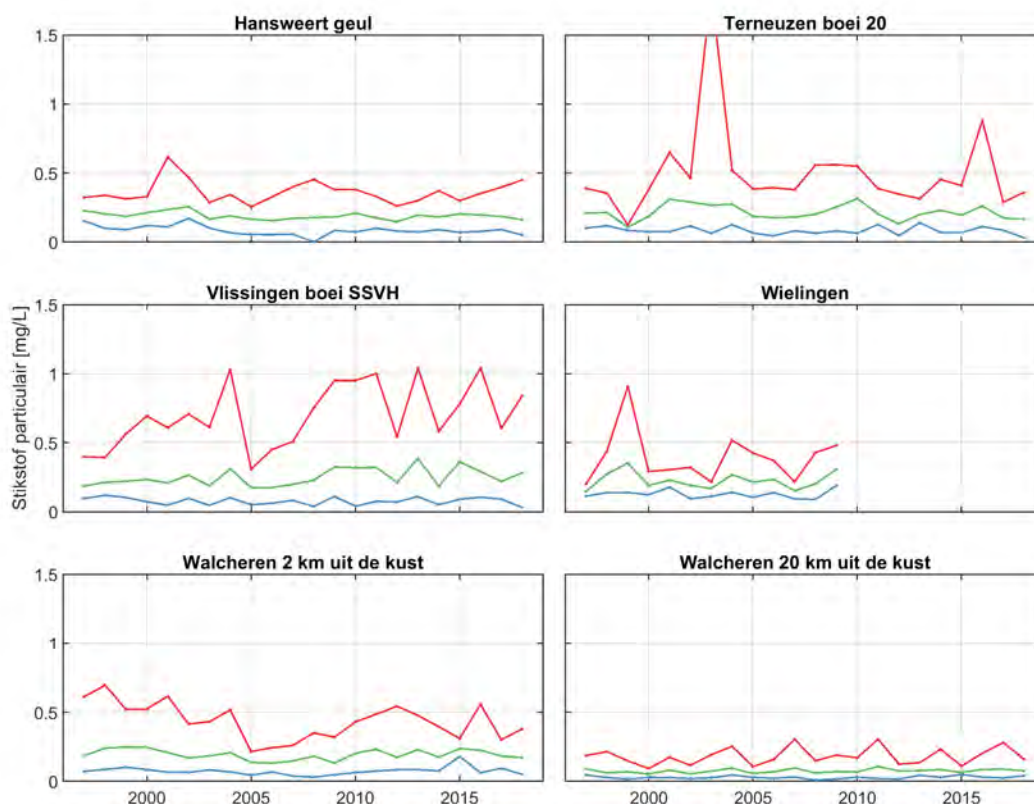 Hansweert geul
Terneuzen boei 20
1.5
1
0.5
0
Vlissingen boei SSVH
Wielingen
Stikstof particulair [mg/L]
1.5
1
0.5
0
Walcheren 2 km uit de kust
Walcheren 20 km uit de kust
1.5
1
0.5
0
2000 2005 2010 2015 2000 2005 2010 2015